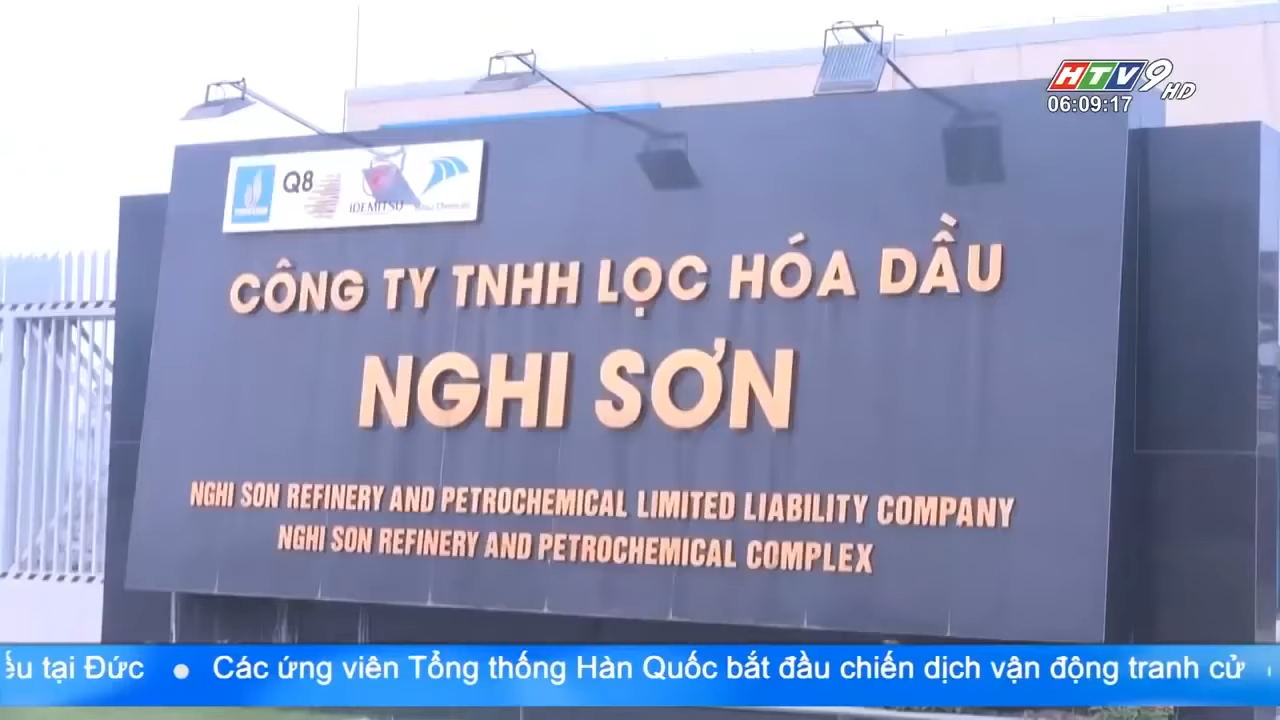 HTV9 HD
06:09:17
Q8
IDEMITSU
CÔNG TY TNHH LỌC HÓA DẦU
NGHI SƠN
NGHI SON REFINERY AND PETROCHEMICAL LIMITED LIABILITY COMPANY
NGHI SON REFINERY AND PETROCHEMICAL COMPLEX
tại Đức • Các ứng viên Tổng thống Hàn Quốc bắt đầu chiến dịch vận động tranh cử